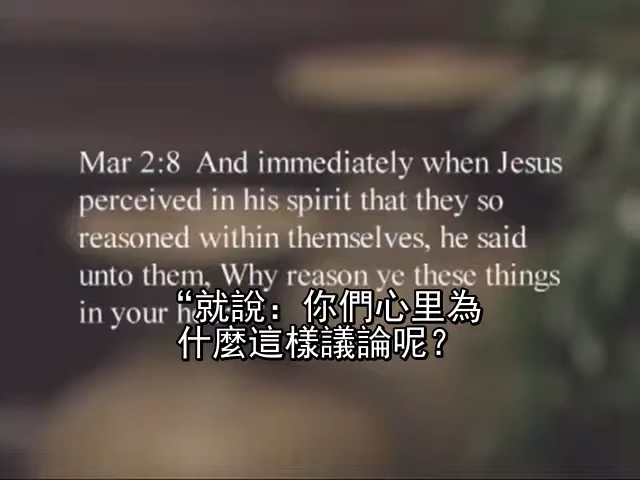 Mar 2:8 And immediately when Jesus
perceived in his spirit that they so
reasoned within themselves, he said
unto them, Why reason ye these things
in your
“就說：你們心里為
什麼這樣議論呢？